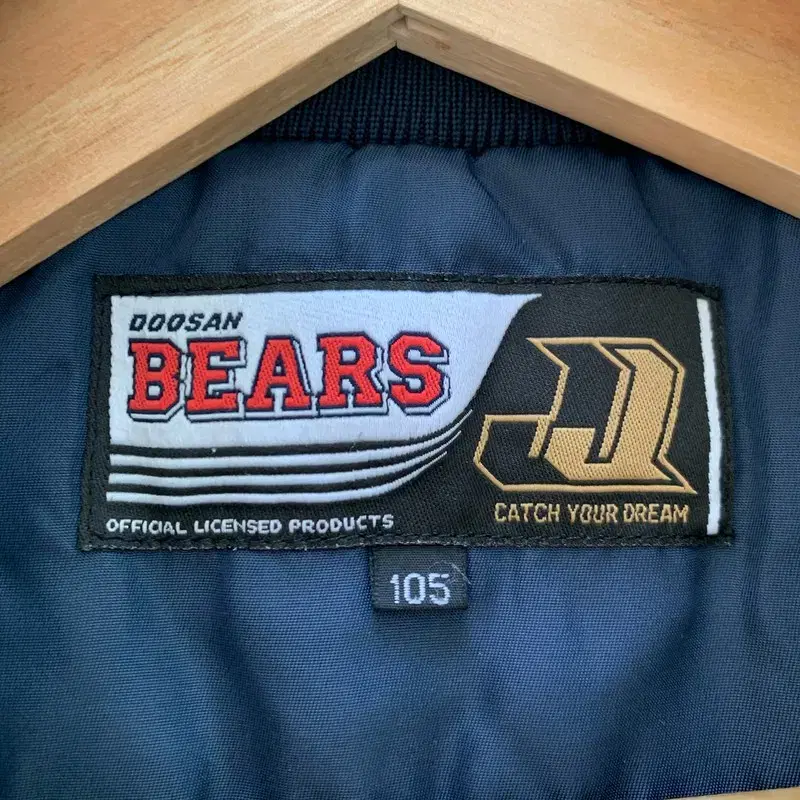 DOOSAN
BEARS
OFFICIAL LICENSED PRODUCTS
CATCH YOUR DREAM
105